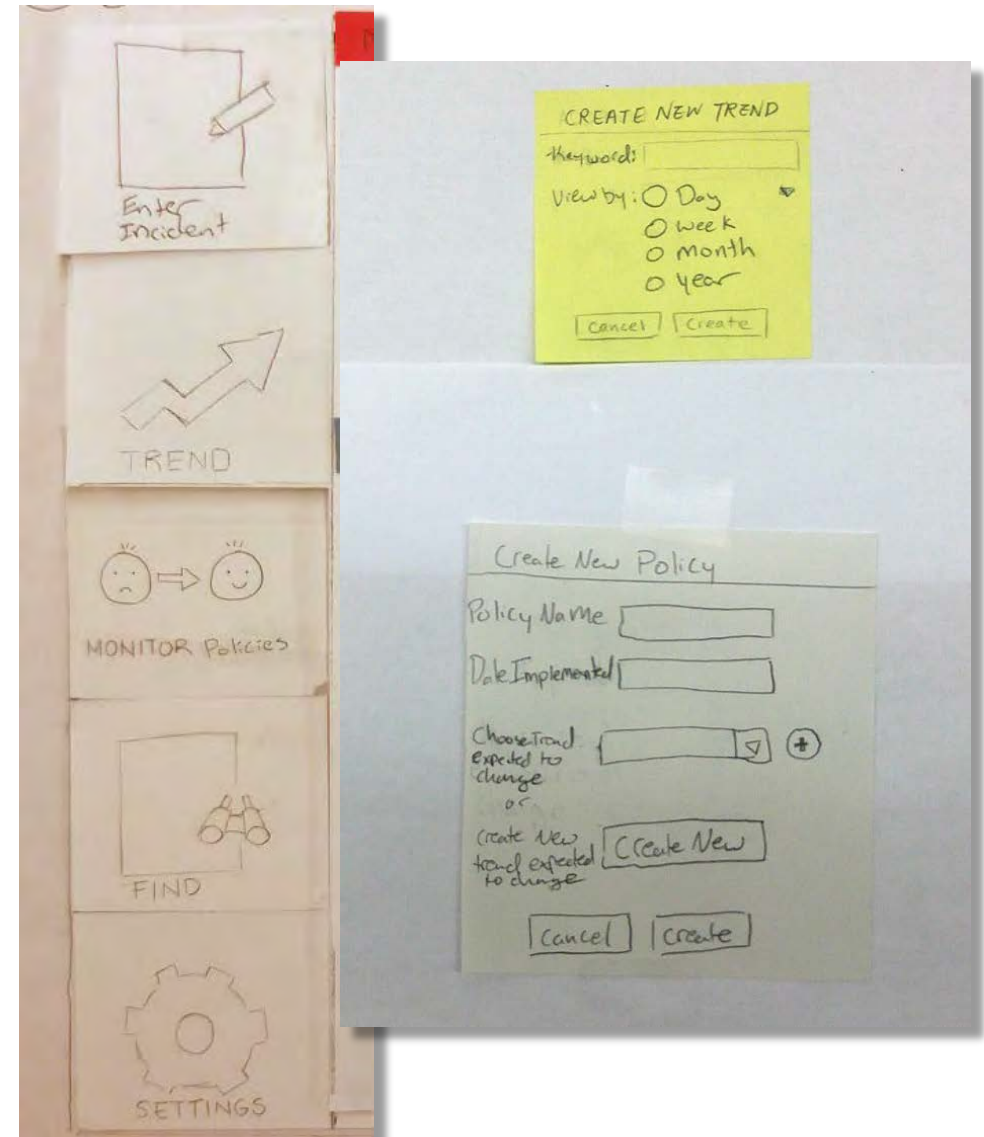 Enter
Incident
TREND
MONITOR Policies
FIND
SETTINGS
CREATE NEW TREND
Keyword:
View by: Day
week
month
year
Cancel Create
Create New Policy
Policy Name
Date Implemented
Choose Trend
expected to
change
or
Create New
trend expected
to change
Create New
Cancel Create